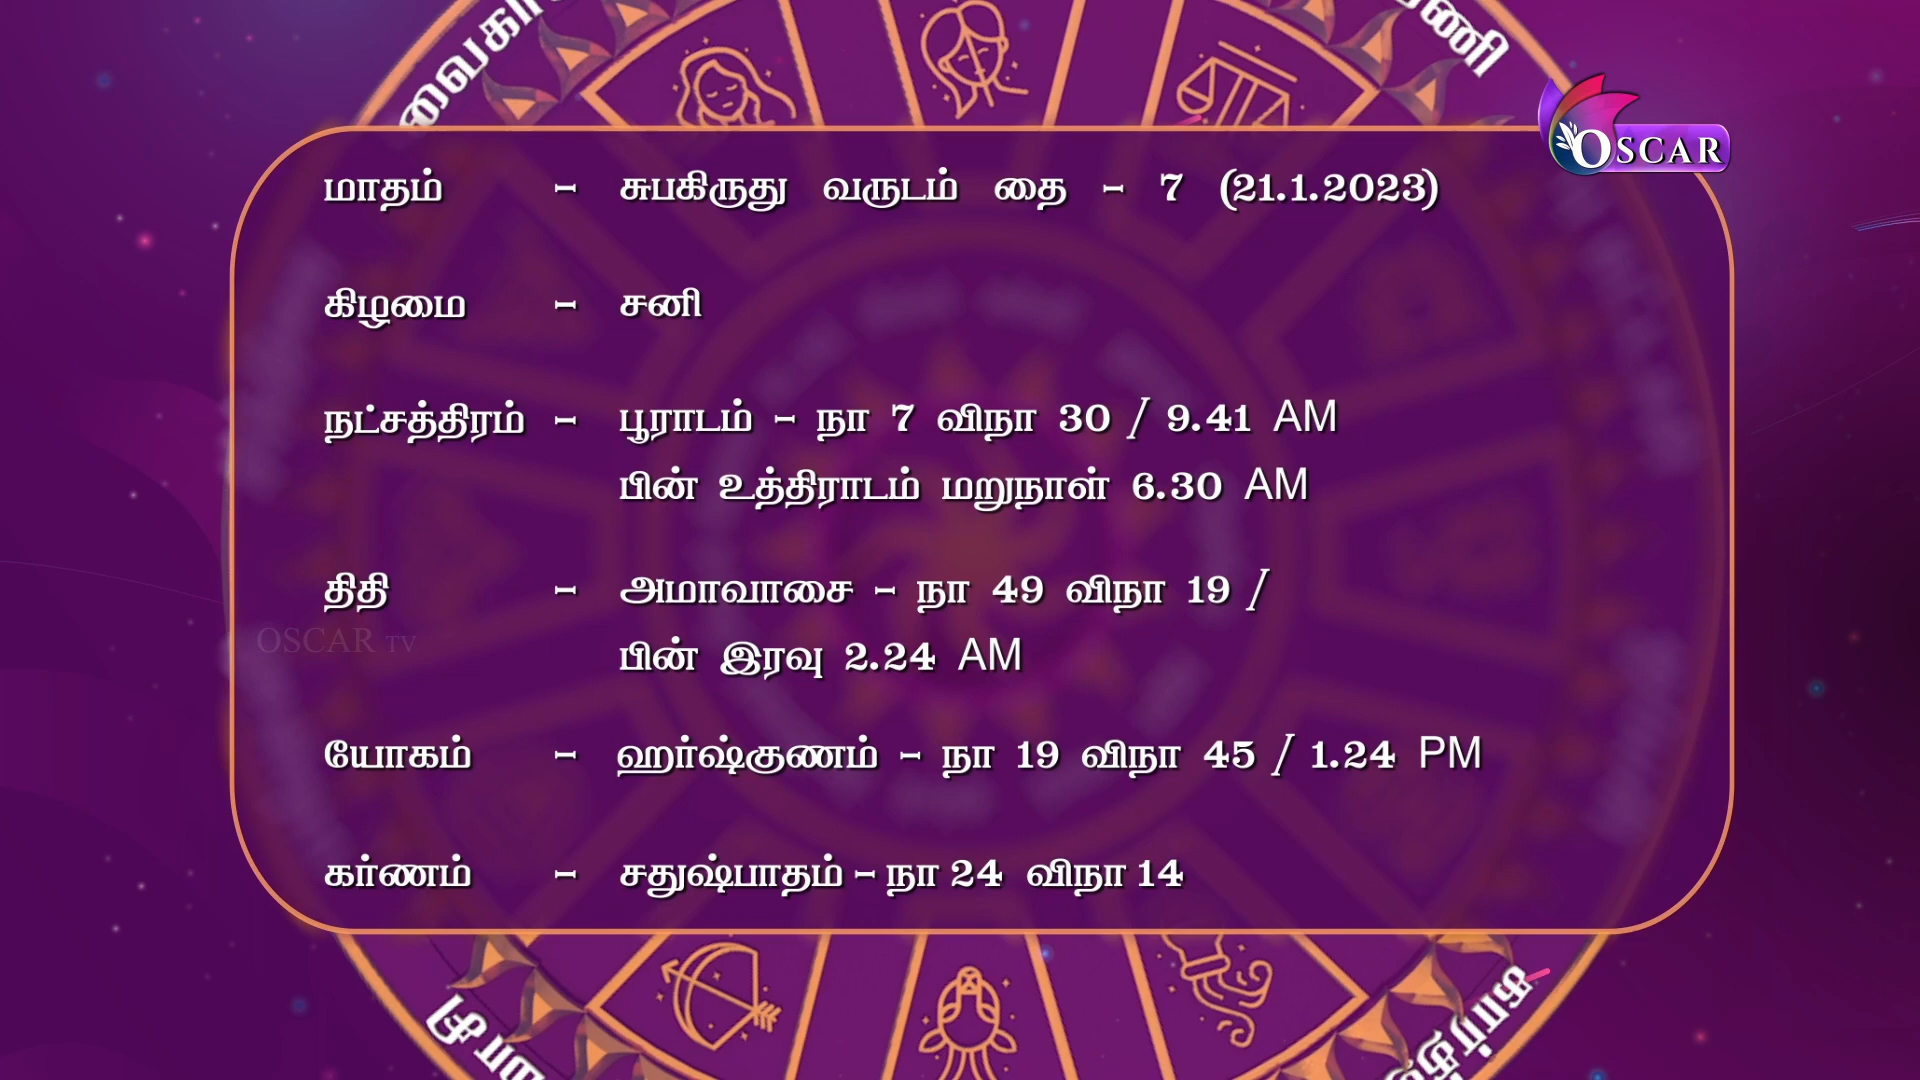 OSCAR
மாதம் - சுபகிருது வருடம் தை - 7 (21.1.2023)
கிழமை - சனி
நட்சத்திரம் - பூராடம் - நா 7 விநா 30 / 9.41 AM
பின் உத்திராடம் மறுநாள் 6.30 AM
திதி - அமாவாசை - நா 49 விநா 19 /
OSCAR TV
பின் இரவு 2.24 AM
யோகம் - ஹர்ஷ்குணம் - நா 19 விநா 45 / 1.24 PM
கர்ணம் - சதுஷ்பாதம் - நா 24 விநா 14